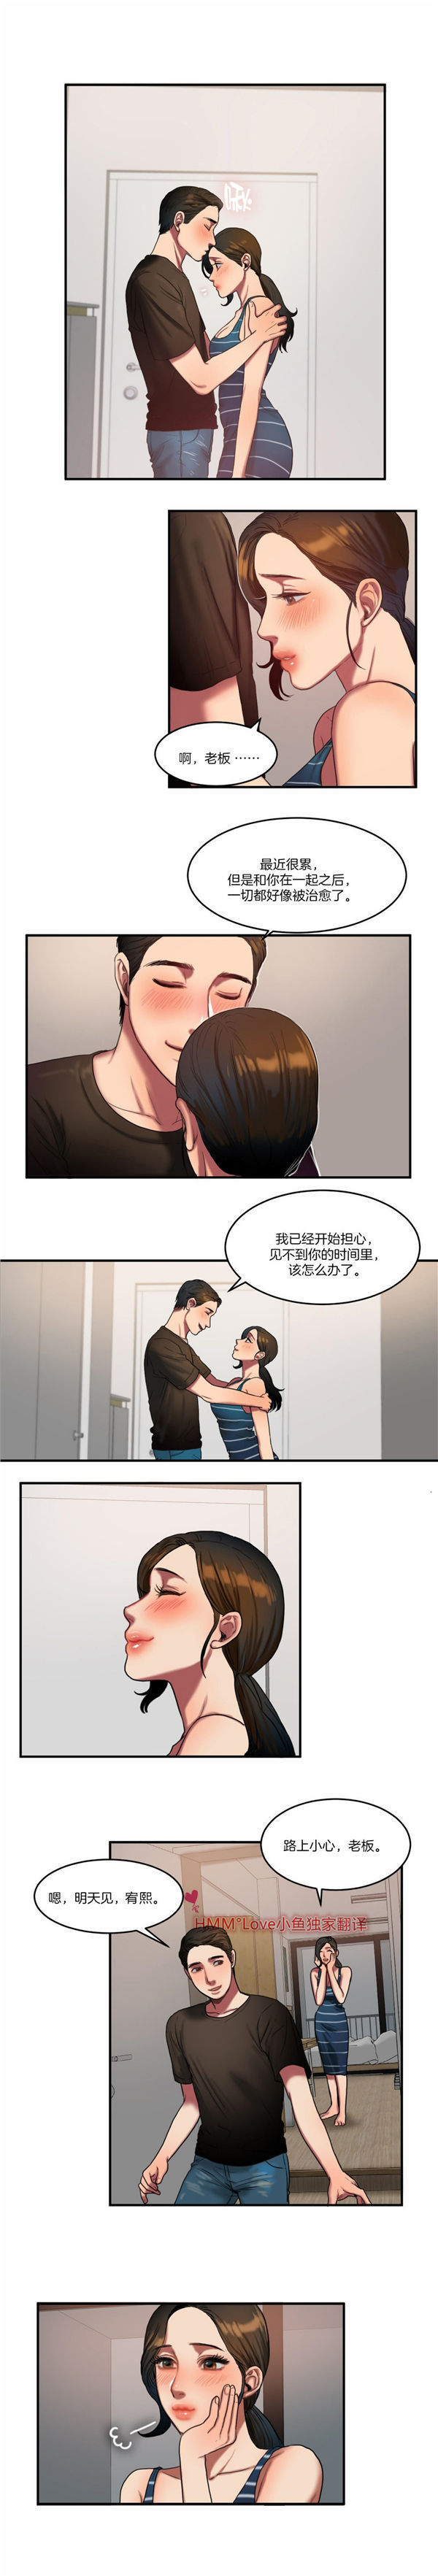 啊，老板……
最近很累，
但是和你在一起之后，
一切都好像被治愈了。
我已经开始担心，
见不到你的时间里，
该怎么办了。
路上小心，老板。
嗯，明天见，宥熙。
HMM°Love小鱼独家翻译